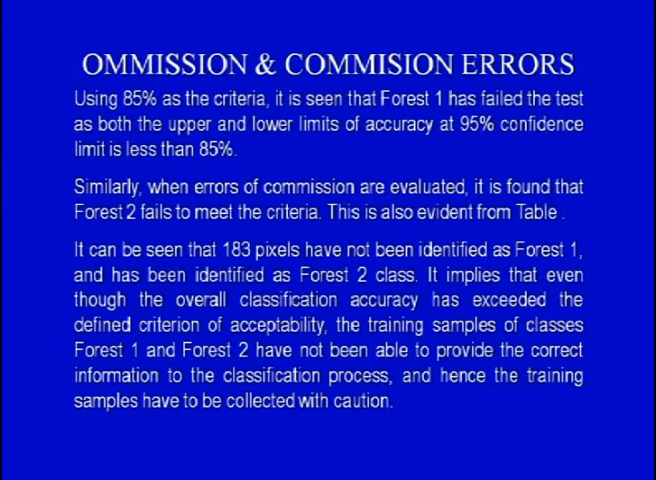 OMMISSION & COMMISION ERRORS
Using 85% as the criteria, it is seen that Forest 1 has failed the test
as both the upper and lower limits of accuracy at 95% confidence
limit is less than 85%.
Similarly, when errors of commission are evaluated, it is found that
Forest 2 fails to meet the criteria. This is also evident from Table .
It can be seen that 183 pixels have not been identified as Forest 1,
and has been identified as Forest 2 class. It implies that even
though the overall classification accuracy has exceeded the
defined criterion of acceptability, the training samples of classes
Forest 1 and Forest 2 have not been able to provide the correct
information to the classification process, and hence the training
samples have to be collected with caution.